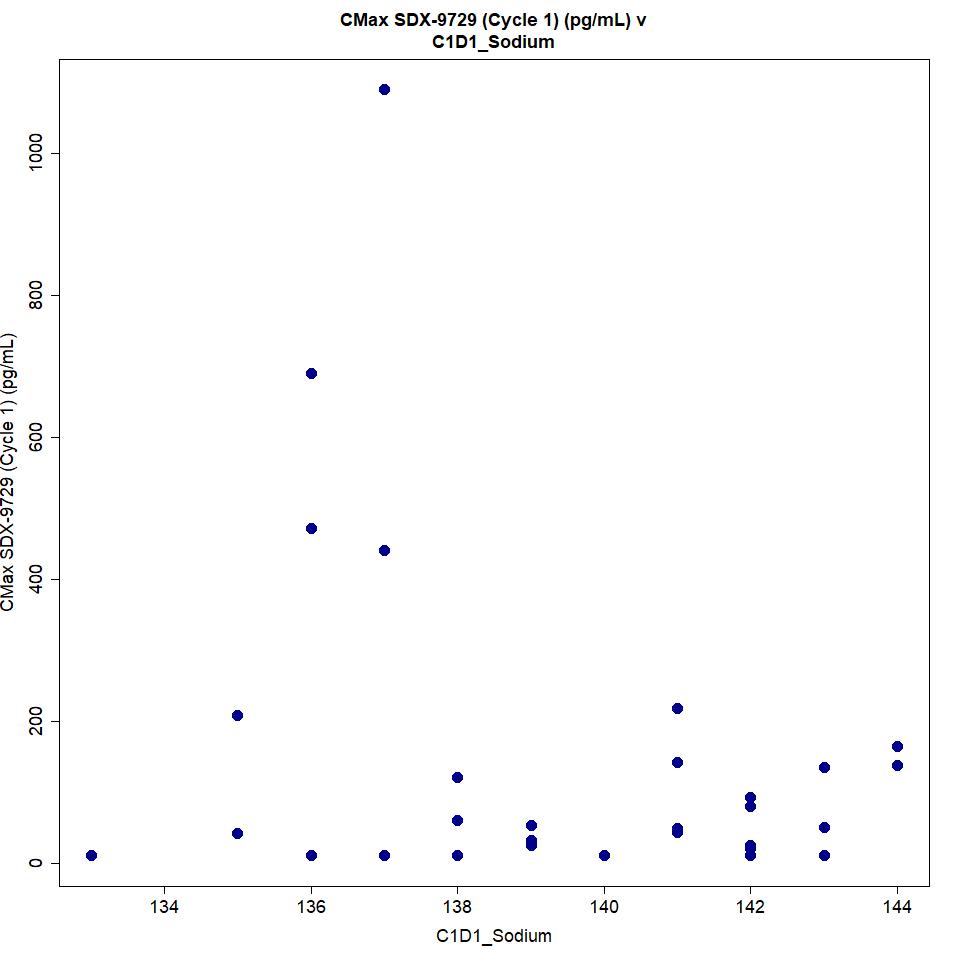 CMax SDX-9729 (Cycle 1) (pg/mL) v
C1D1_Sodium
1000
800
600
400
200
0
CMax SDX-9729 (Cycle 1) (pg/mL)
134 136 138 140 142 144
C1D1_Sodium